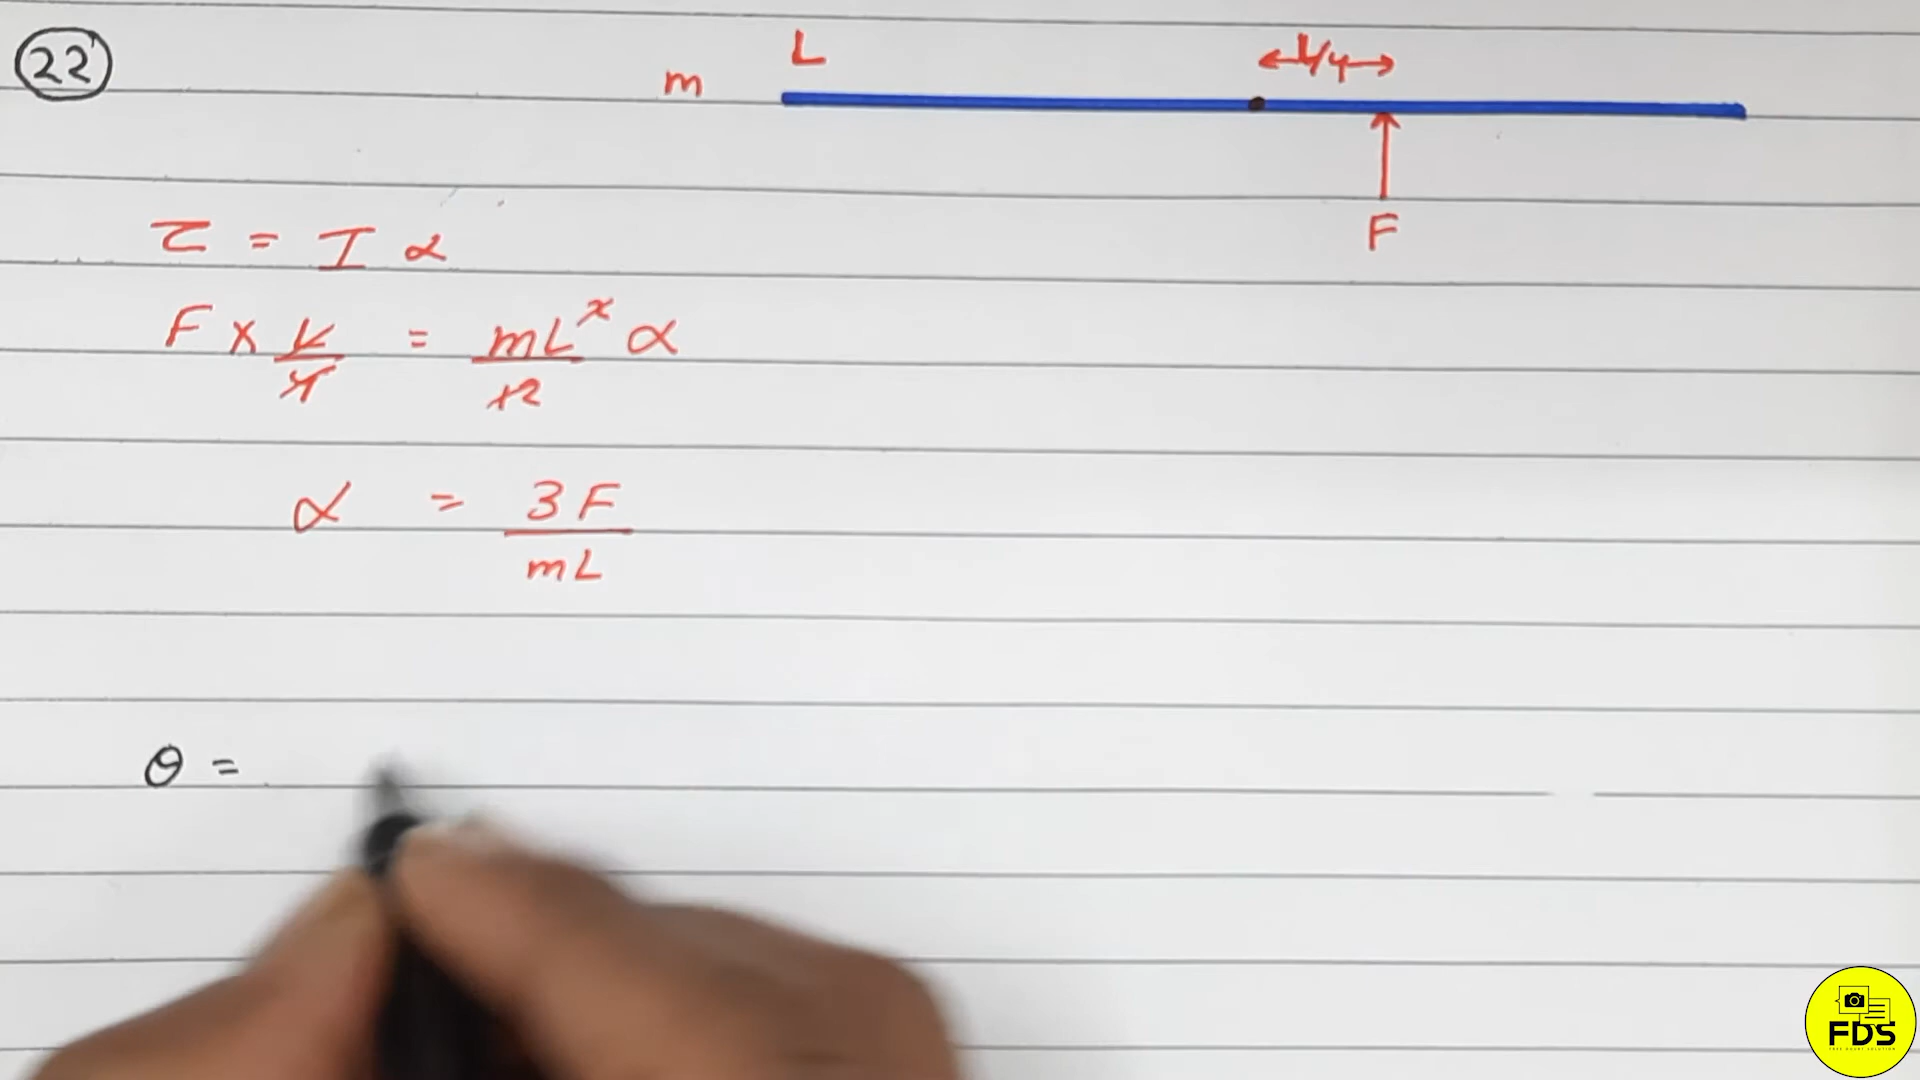 22
L
m
L/4
F
τ = I α
F × L/4 = mL²/12 α
α = 3F/mL
θ =
FDS